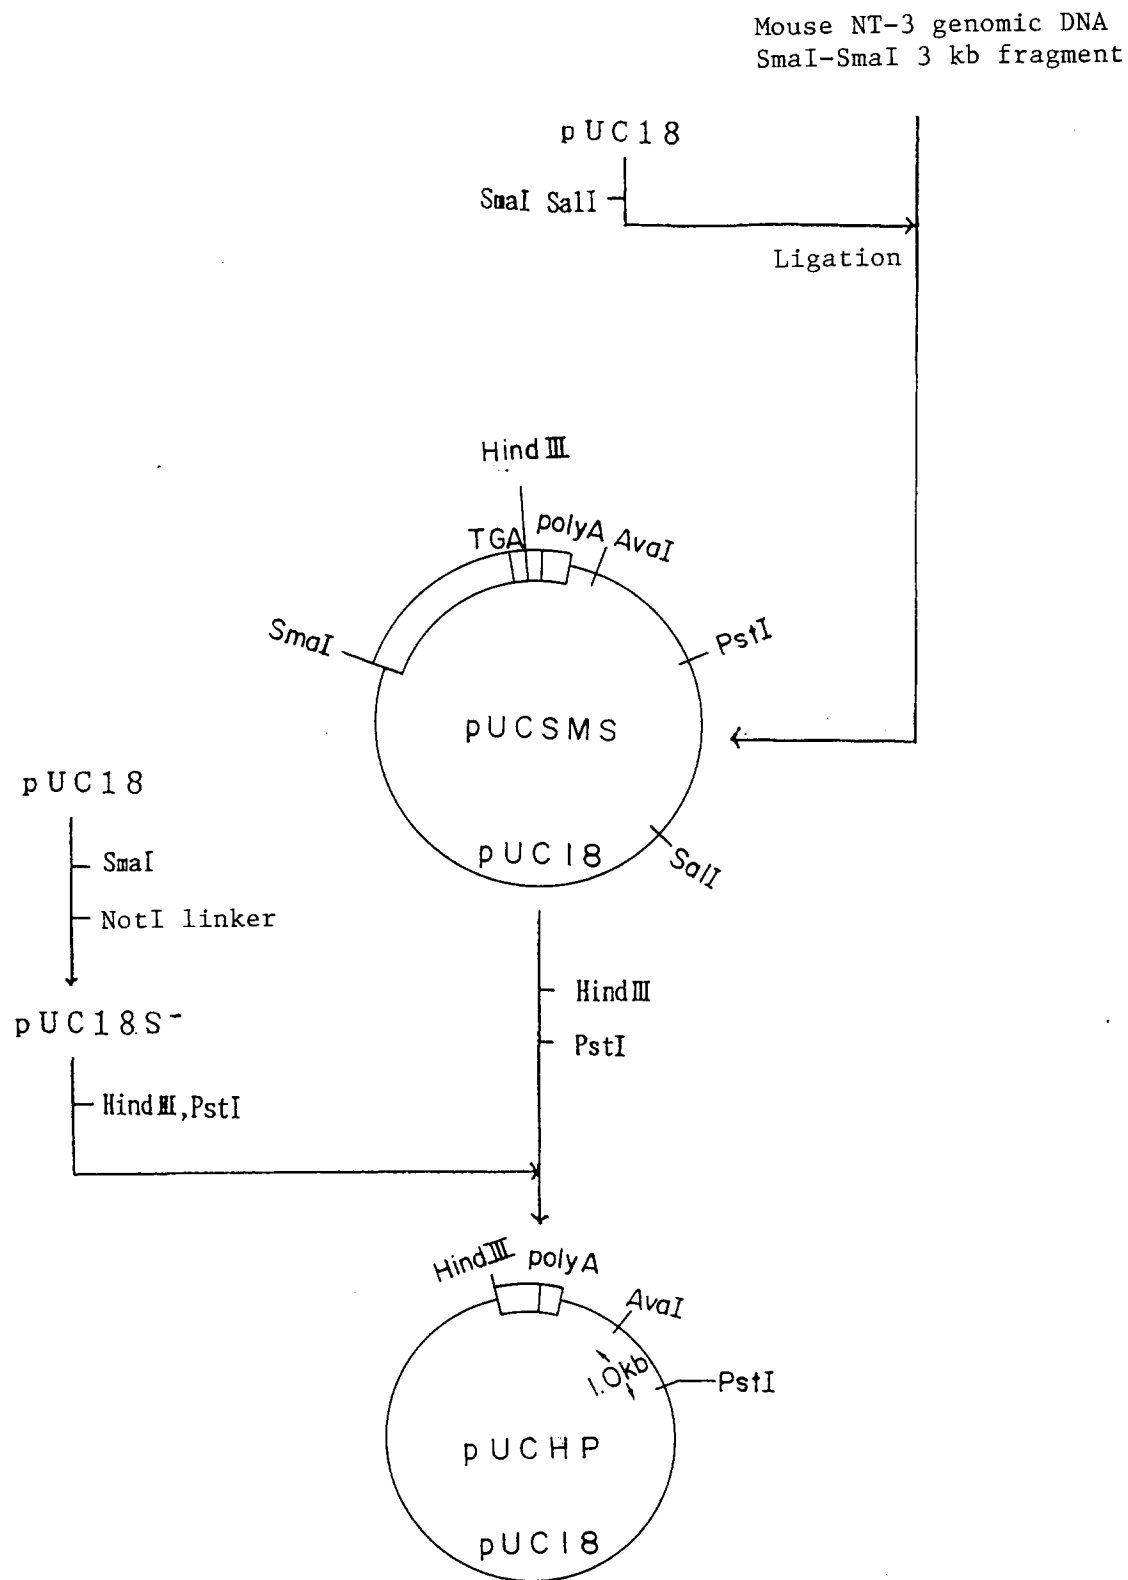 Mouse NT-3 genomic DNA
SmaI-SmaI 3 kb fragment
pUC18
SmaI SalI
Ligation
HindⅢ
TGA
polyA
AvaI
SmaI
PstI
pUCSMS
pUC18
SalI
pUC18
SmaI
NotI linker
pUC18S-
HindⅢ,PstI
HindⅢ
PstI
HindⅢ
polyA
AvaI
1.0kb
PstI
pUCHP
pUC18